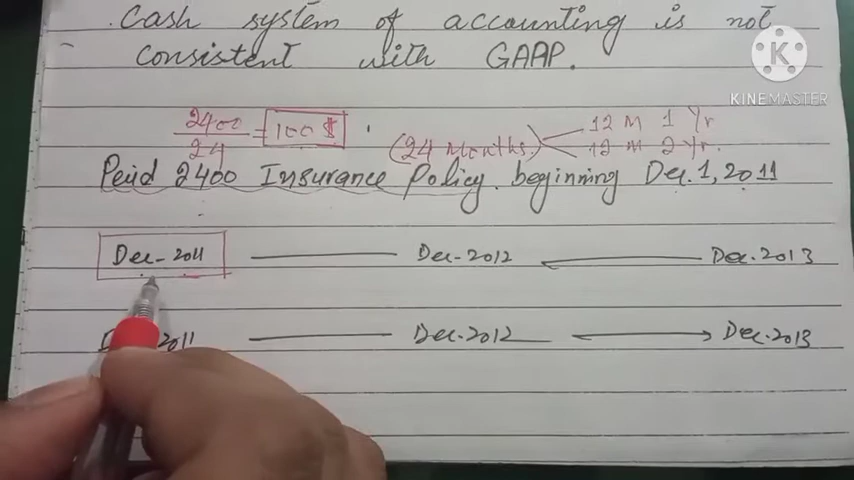 Cash system of accounting is not
consistent with GAAP.
KINEMASTER
2400/24 = 100 $
(24 Months)
12 M 1 Yr
12 M 2 Yr.
Peid 2400 Insurance Policy beginning Dec. 1, 2011
Dec-2011 Dec-2012 Dec.2013
2011 Dec.2012 Dec.2013